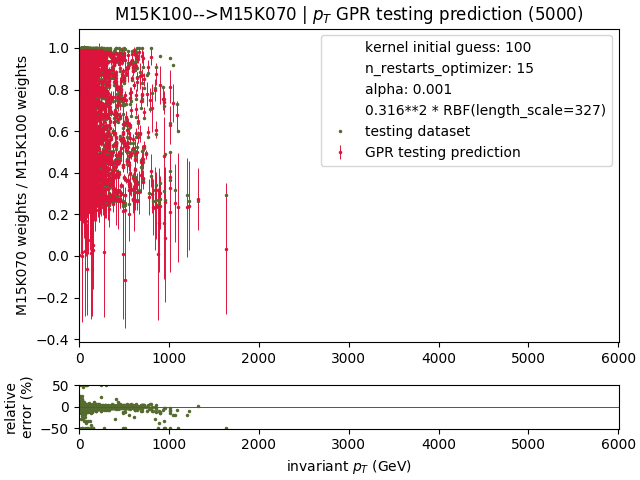 M15K100-->M15K070 | p_T GPR testing prediction (5000)
M15K070 weights / M15K100 weights
1.0
0.8
0.6
0.4
0.2
0.0
−0.2
−0.4
kernel initial guess: 100
n_restarts_optimizer: 15
alpha: 0.001
0.316**2 * RBF(length_scale=327)
testing dataset
GPR testing prediction
0 1000 2000 3000 4000 5000 6000
relative
error (%)
50
0
−50
0 1000 2000 3000 4000 5000 6000
invariant p_T (GeV)